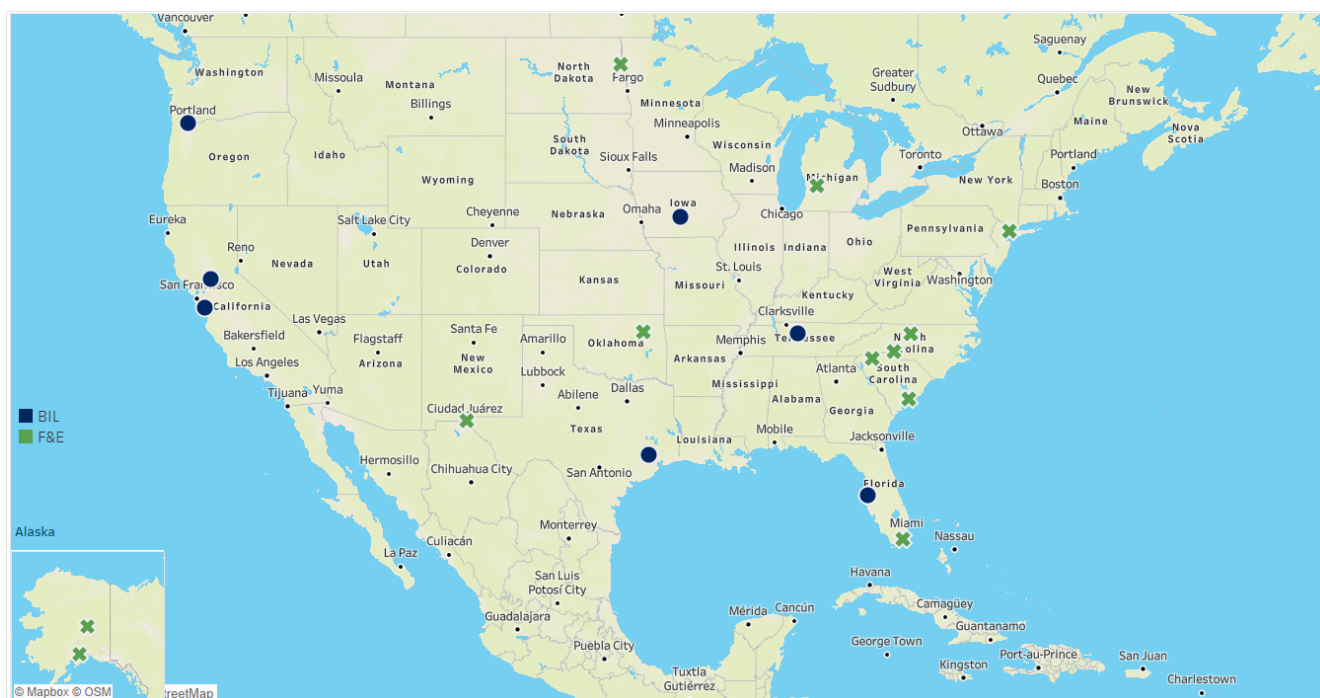 Vancouver
Saguenay
Washington
Missoula
Montana
North
Dakota
Fargo
Greater
Sudbury
Quebec
New
Brunswick
Billings
Minnesota
Portland
Minneapolis
Ottawa
Maine
Nova
Scotia
Oregon
Idaho
South
Dakota
Wisconsin
Sioux Falls
Madison
Michigan
Toronto
Portland
Wyoming
New York
Boston
Eureka
Salt Lake City
Cheyenne
Nebraska
Omaha
Iowa
Chicago
Pennsylvania
Reno
Denver
Nevada
Utah
Colorado
Illinois
Indiana
Ohio
San Francisco
California
Kansas
St. Louis
Missouri
West
Virginia
Washington
Kentucky
Las Vegas
Clarksville
Bakersfield
Flagstaff
Santa Fe
Amarillo
Oklahoma
Memphis
Tennessee
North
Carolina
Los Angeles
Arizona
New
Mexico
Lubbock
Arkansas
Atlanta
South
Carolina
Tijuana
Yuma
Abilene
Dallas
Mississippi
Alabama
Georgia
Ciudad Juárez
BIL
Texas
Louisiana
Mobile
Jacksonville
F&E
Hermosillo
Chihuahua City
San Antonio
Florida
Monterrey
Miami
Nassau
Alaska
La Paz
Culiacán
San Luis
Potosí City
Havana
Mérida
Cancún
Camagüey
Guadalajara
Guantanamo
Puebla City
George Town
Port-au-Prince
San Juan
Tuxtla
Gutiérrez
Kingston
Charlestown
© Mapbox © OSM
treetMap